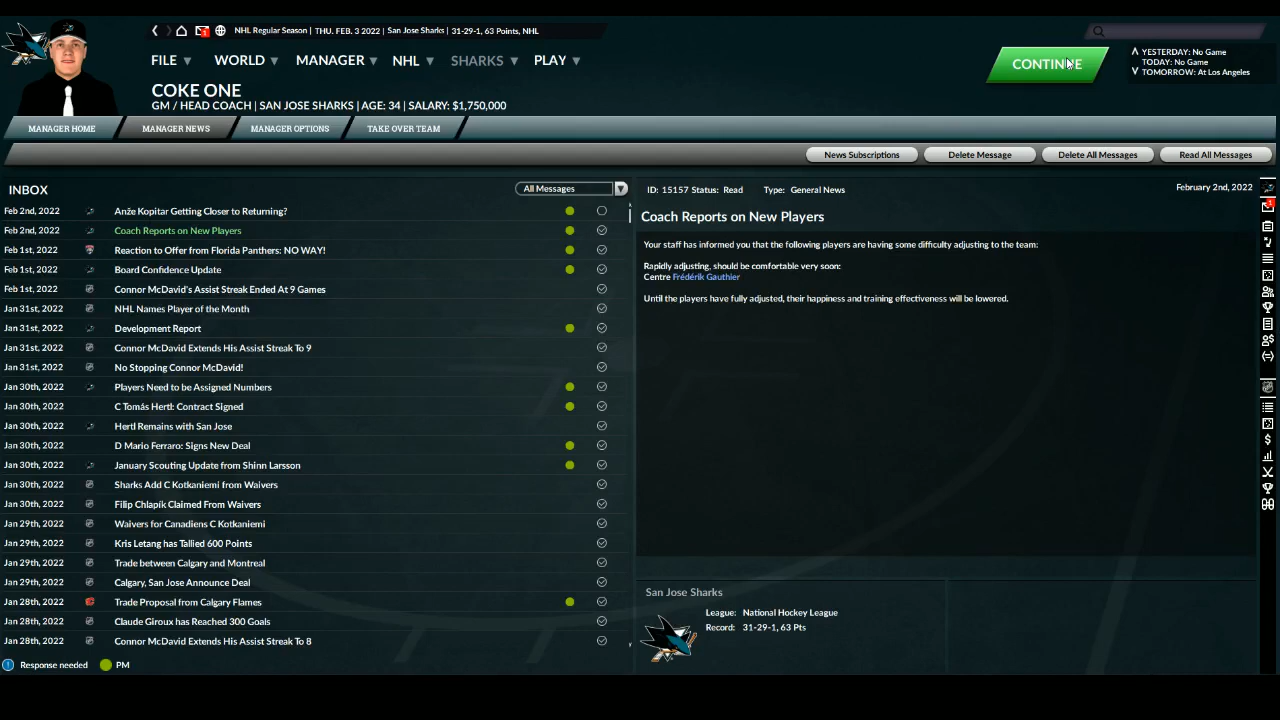 NHL Regular Season | THU. FEB. 3 2022 | San Jose Sharks | 31-29-1, 63 Points, NHL
FILE WORLD MANAGER NHL SHARKS PLAY
CONTINUE
YESTERDAY: No Game
TODAY: No Game
TOMORROW: At Los Angeles
COKE ONE
GM / HEAD COACH | SAN JOSE SHARKS | AGE: 34 | SALARY: $1,750,000
MANAGER HOME MANAGER NEWS MANAGER OPTIONS TAKE OVER TEAM
News Subscriptions Delete Message Delete All Messages Read All Messages
INBOX All Messages
Feb 2nd, 2022 Anže Kopitar Getting Closer to Returning?
Feb 2nd, 2022 Coach Reports on New Players
Feb 1st, 2022 Reaction to Offer from Florida Panthers: NO WAY!
Feb 1st, 2022 Board Confidence Update
Feb 1st, 2022 Connor McDavid's Assist Streak Ended At 9 Games
Jan 31st, 2022 NHL Names Player of the Month
Jan 31st, 2022 Development Report
Jan 31st, 2022 Connor McDavid Extends His Assist Streak To 9
Jan 31st, 2022 No Stopping Connor McDavid!
Jan 30th, 2022 Players Need to be Assigned Numbers
Jan 30th, 2022 C Tomás Hertl: Contract Signed
Jan 30th, 2022 Hertl Remains with San Jose
Jan 30th, 2022 D Mario Ferraro: Signs New Deal
Jan 30th, 2022 January Scouting Update from Shinn Larsson
Jan 30th, 2022 Sharks Add C Kotkaniemi from Waivers
Jan 30th, 2022 Filip Chlapík Claimed From Waivers
Jan 29th, 2022 Waivers for Canadiens C Kotkaniemi
Jan 29th, 2022 Kris Letang has Tallied 600 Points
Jan 29th, 2022 Trade between Calgary and Montreal
Jan 29th, 2022 Calgary, San Jose Announce Deal
Jan 28th, 2022 Trade Proposal from Calgary Flames
Jan 28th, 2022 Claude Giroux has Reached 300 Goals
Jan 28th, 2022 Connor McDavid Extends His Assist Streak To 8
Response needed PM
ID: 15157 Status: Read Type: General News February 2nd, 2022
Coach Reports on New Players
Your staff has informed you that the following players are having some difficulty adjusting to the team:
Rapidly adjusting, should be comfortable very soon:
Centre Frédérik Gauthier
Until the players have fully adjusted, their happiness and training effectiveness will be lowered.
San Jose Sharks
League: National Hockey League
Record: 31-29-1, 63 Pts